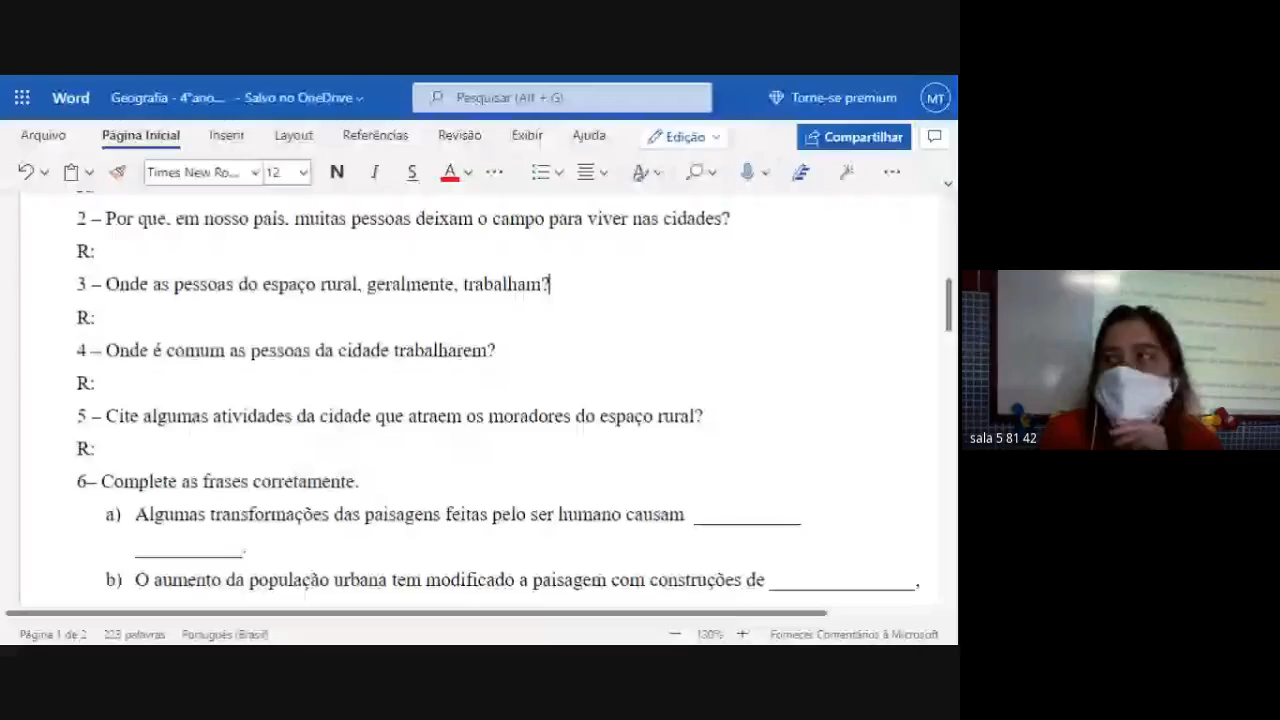 Word Geografia - 4°ano... - Salvo no OneDrive Pesquisar (Alt + G) Torne-se premium MT
Arquivo Página Inicial Inserir Layout Referências Revisão Exibir Ajuda Edição Compartilhar
Times New Ro... 12 N I S A ...
2 – Por que, em nosso país, muitas pessoas deixam o campo para viver nas cidades?
R:
3 – Onde as pessoas do espaço rural, geralmente, trabalham?
R:
4 – Onde é comum as pessoas da cidade trabalharem?
R:
5 – Cite algumas atividades da cidade que atraem os moradores do espaço rural?
R:
6– Complete as frases corretamente.
a) Algumas transformações das paisagens feitas pelo ser humano causam ___________
___________.
b) O aumento da população urbana tem modificado a paisagem com construções de _______________,
Página 1 de 2 223 palavras Português (Brasil) 130% Fornecer Comentários à Microsoft
sala 5 81 42